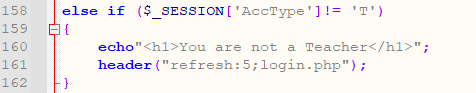 158 else if ($_SESSION['AccType']!= 'T')
159 {
160 echo"<h1>You are not a Teacher</h1>";
161 header("refresh:5;login.php");
162 }